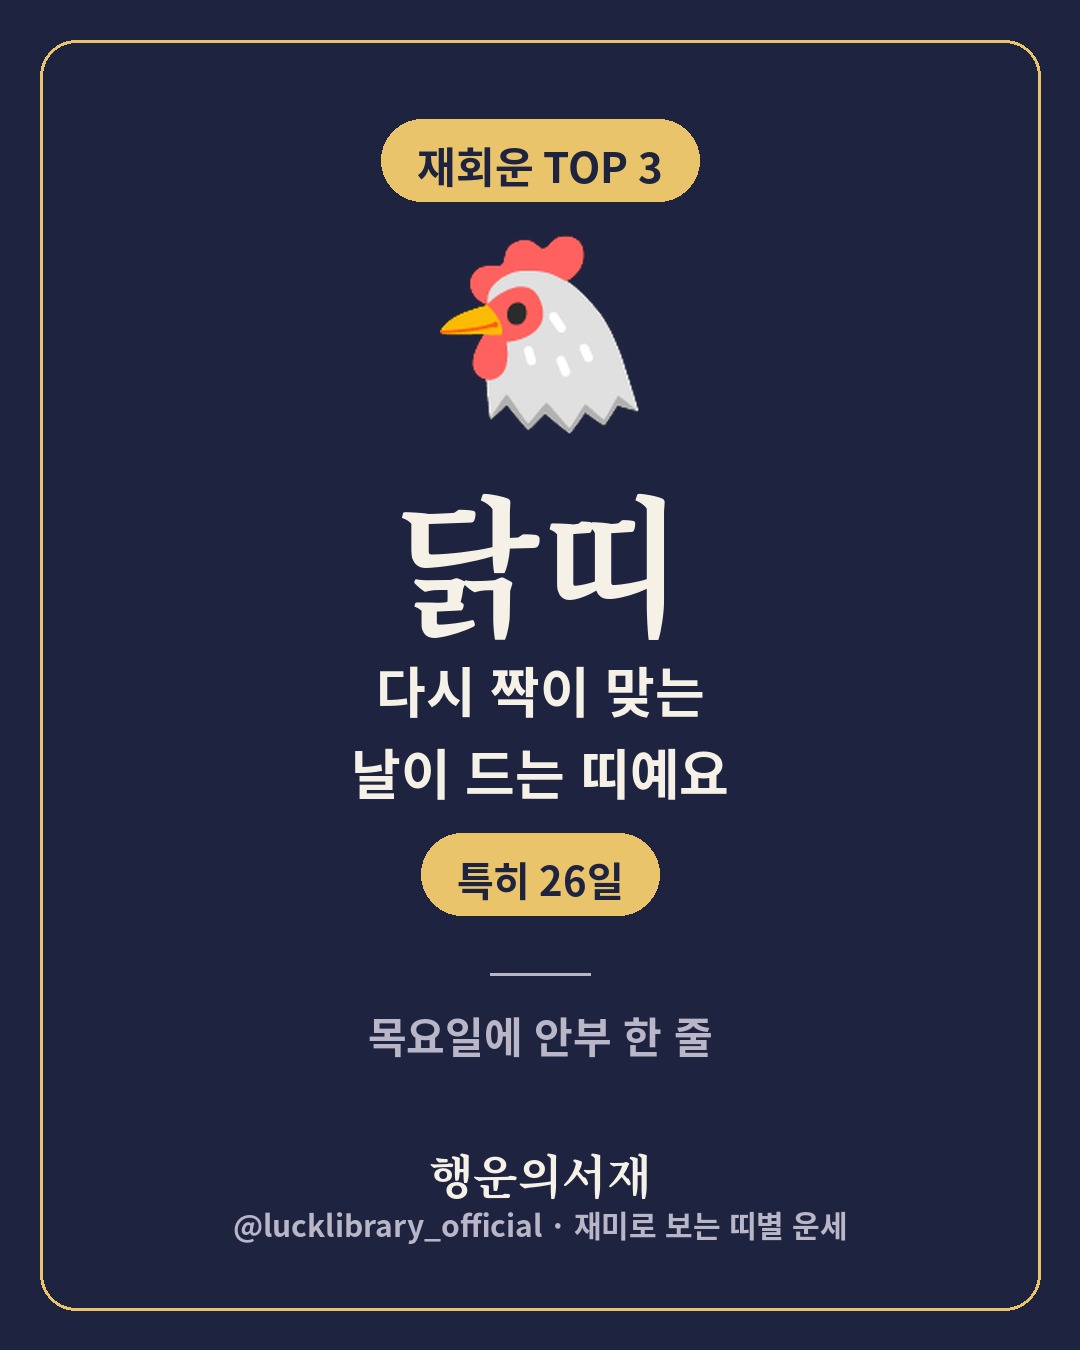 재회운 TOP 3
닭띠
다시 짝이 맞는
날이 드는 띠예요
특히 26일
목요일에 안부 한 줄
행운의서재
@lucklibrary_official · 재미로 보는 띠별 운세